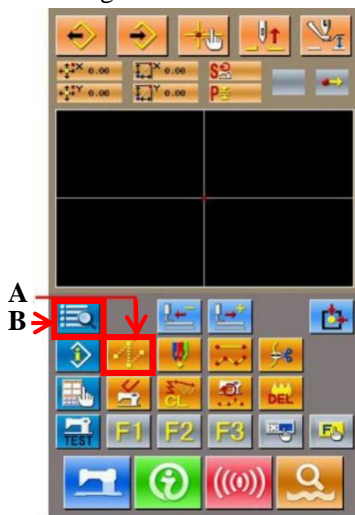 X 0.00 X 0.00 S
Y 0.00 Y 0.00 P
A
B
CL DEL
TEST F1 F2 F3 F